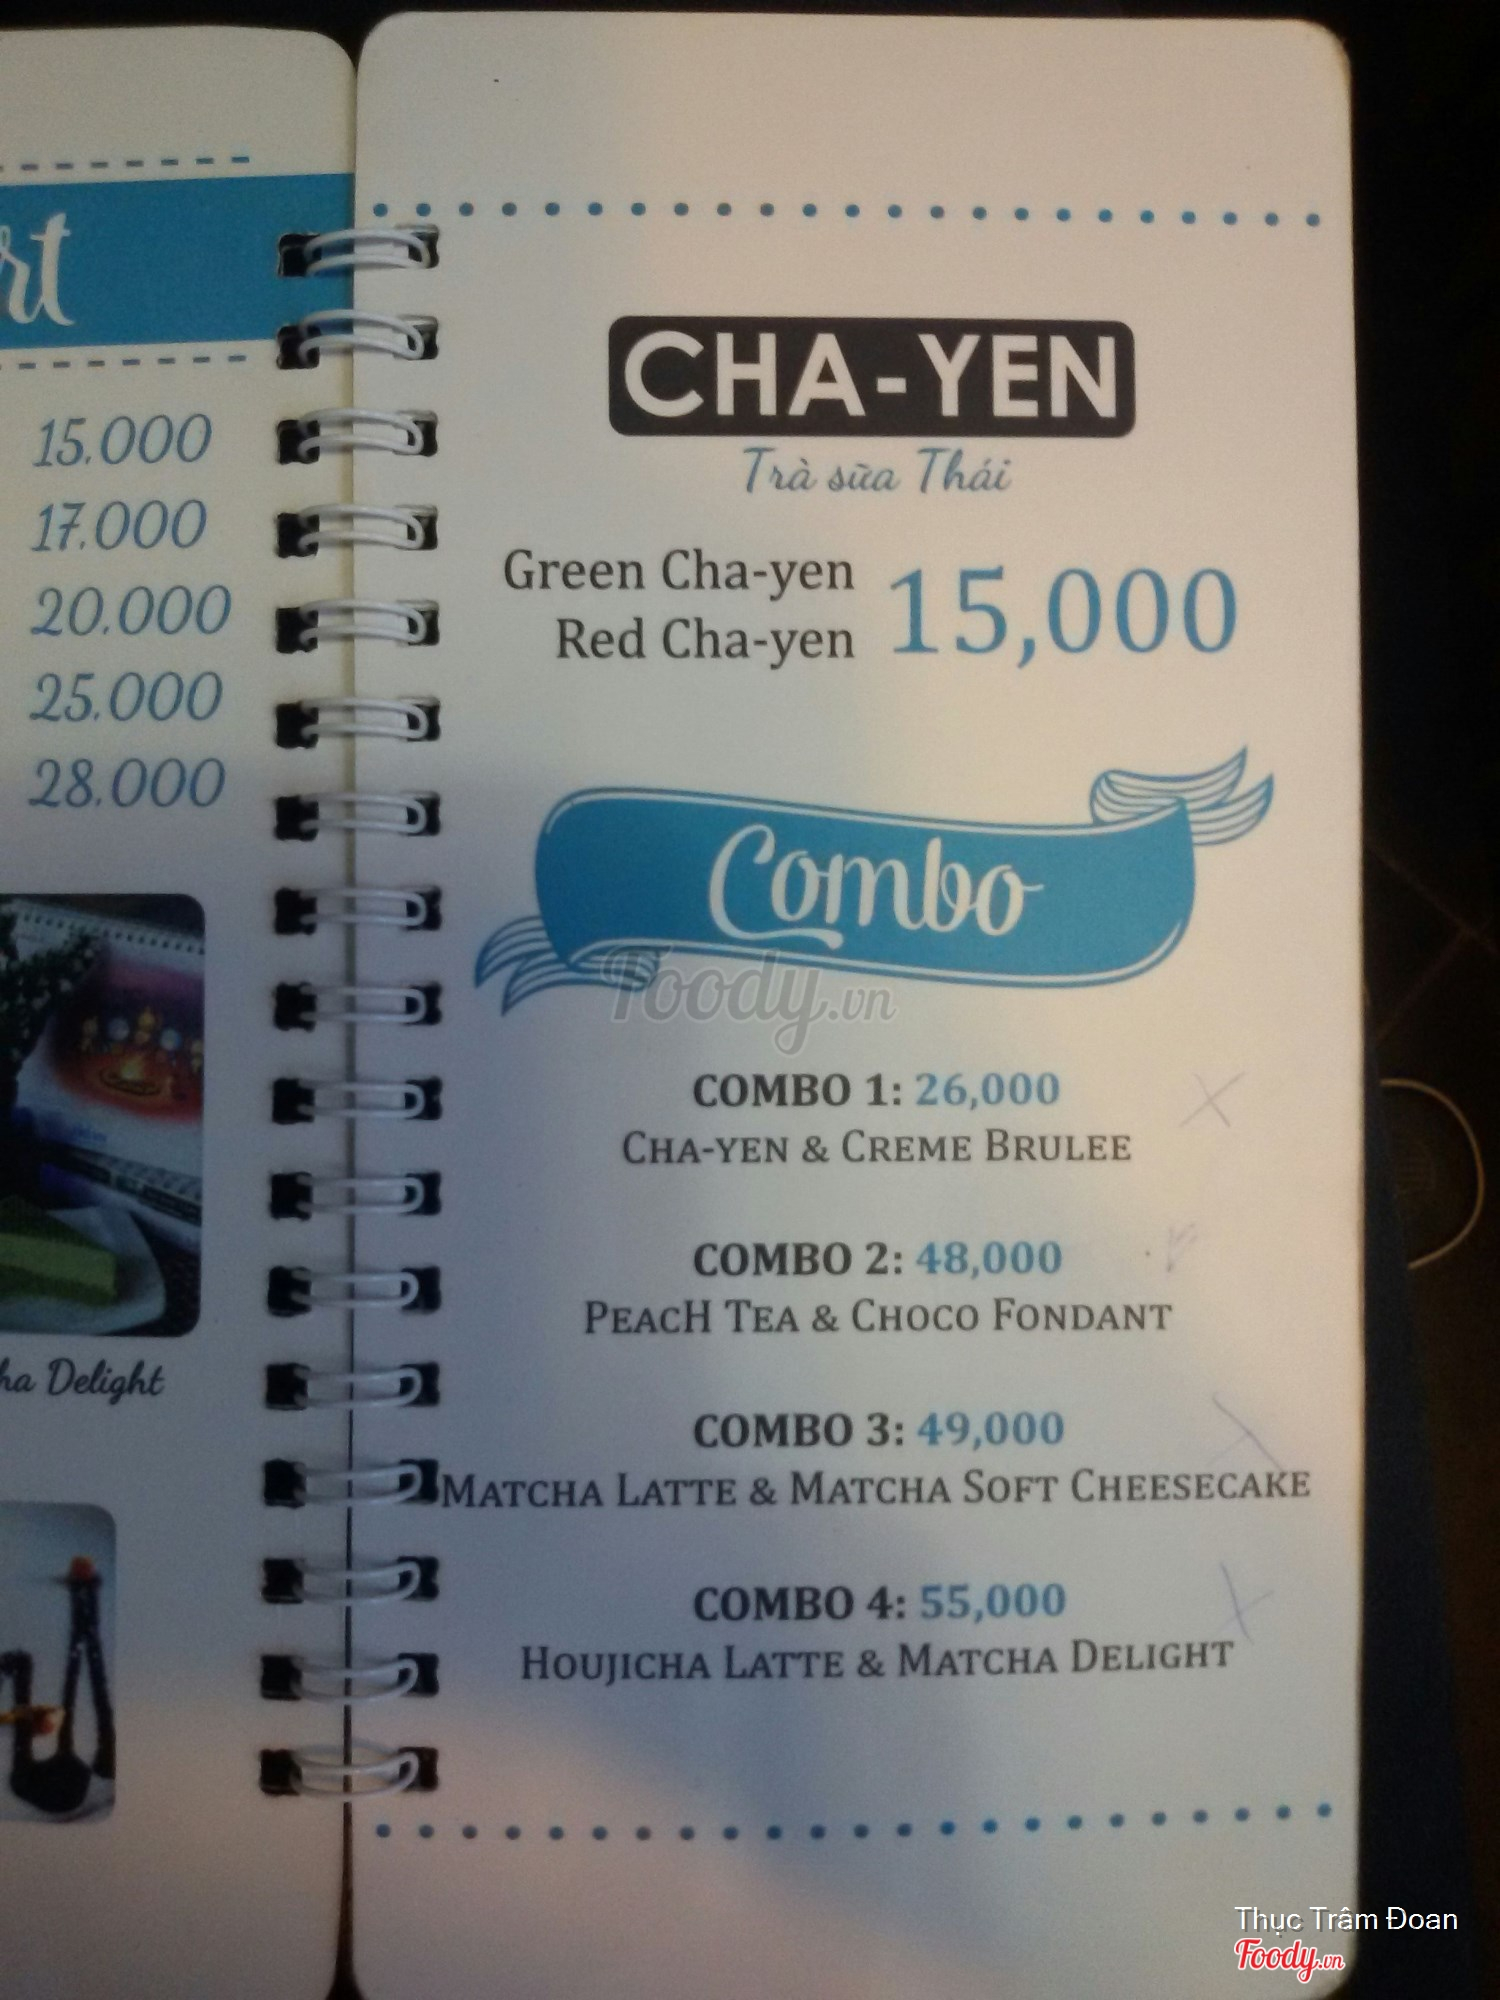 15.000
17.000
20.000
25.000
28.000
Delight
CHA-YEN
Trà sữa Thái
Green Cha-yen
Red Cha-yen
15,000
Combo
Foody.vn
COMBO 1: 26,000
CHA-YEN & CREME BRULEE
COMBO 2: 48,000
PEACH TEA & CHOCO FONDANT
COMBO 3: 49,000
MATCHA LATTE & MATCHA SOFT CHEESECAKE
COMBO 4: 55,000
HOUJICHA LATTE & MATCHA DELIGHT
Thục Trâm Đoan
Foody.vn